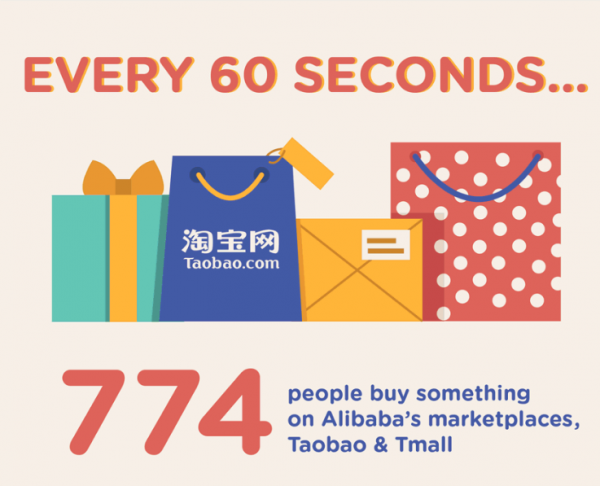 EVERY 60 SECONDS...
淘宝网
Taobao.com
774
people buy something
on Alibaba's marketplaces,
Taobao & Tmall